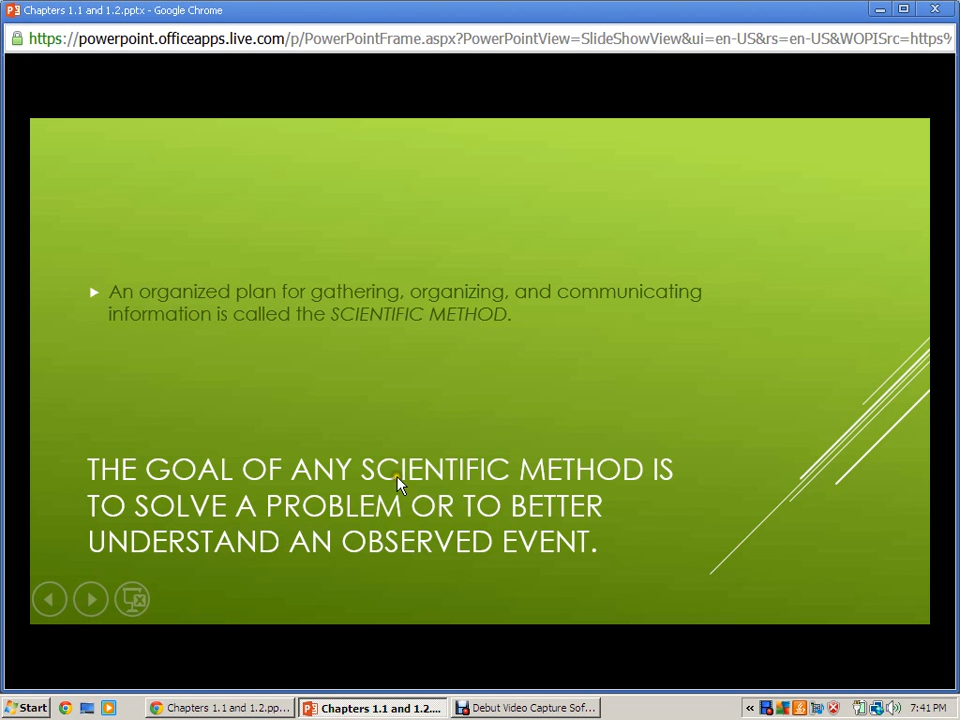 Chapters 1.1 and 1.2.pptx - Google Chrome
https://powerpoint.officeapps.live.com/p/PowerPointFrame.aspx?PowerPointView=SlideShowView&ui=en-US&rs=en-US&WOPISrc=https%
An organized plan for gathering, organizing, and communicating
information is called the SCIENTIFIC METHOD.
THE GOAL OF ANY SCIENTIFIC METHOD IS
TO SOLVE A PROBLEM OR TO BETTER
UNDERSTAND AN OBSERVED EVENT.
Start
Chapters 1.1 and 1.2.pp...
Chapters 1.1 and 1.2....
Debut Video Capture Sof...
« 7:41 PM